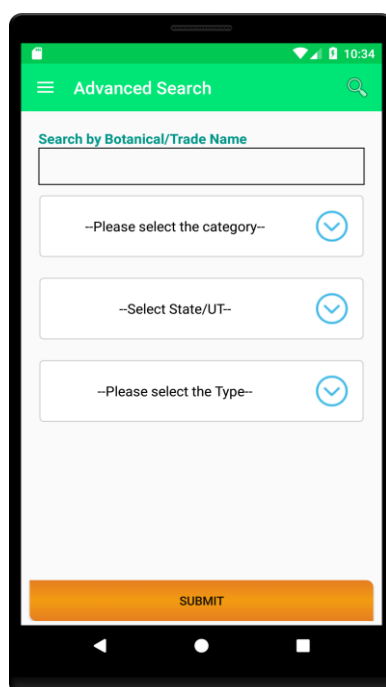 10:34
Advanced Search
Search by Botanical/Trade Name
--Please select the category--
--Select State/UT--
--Please select the Type--
SUBMIT